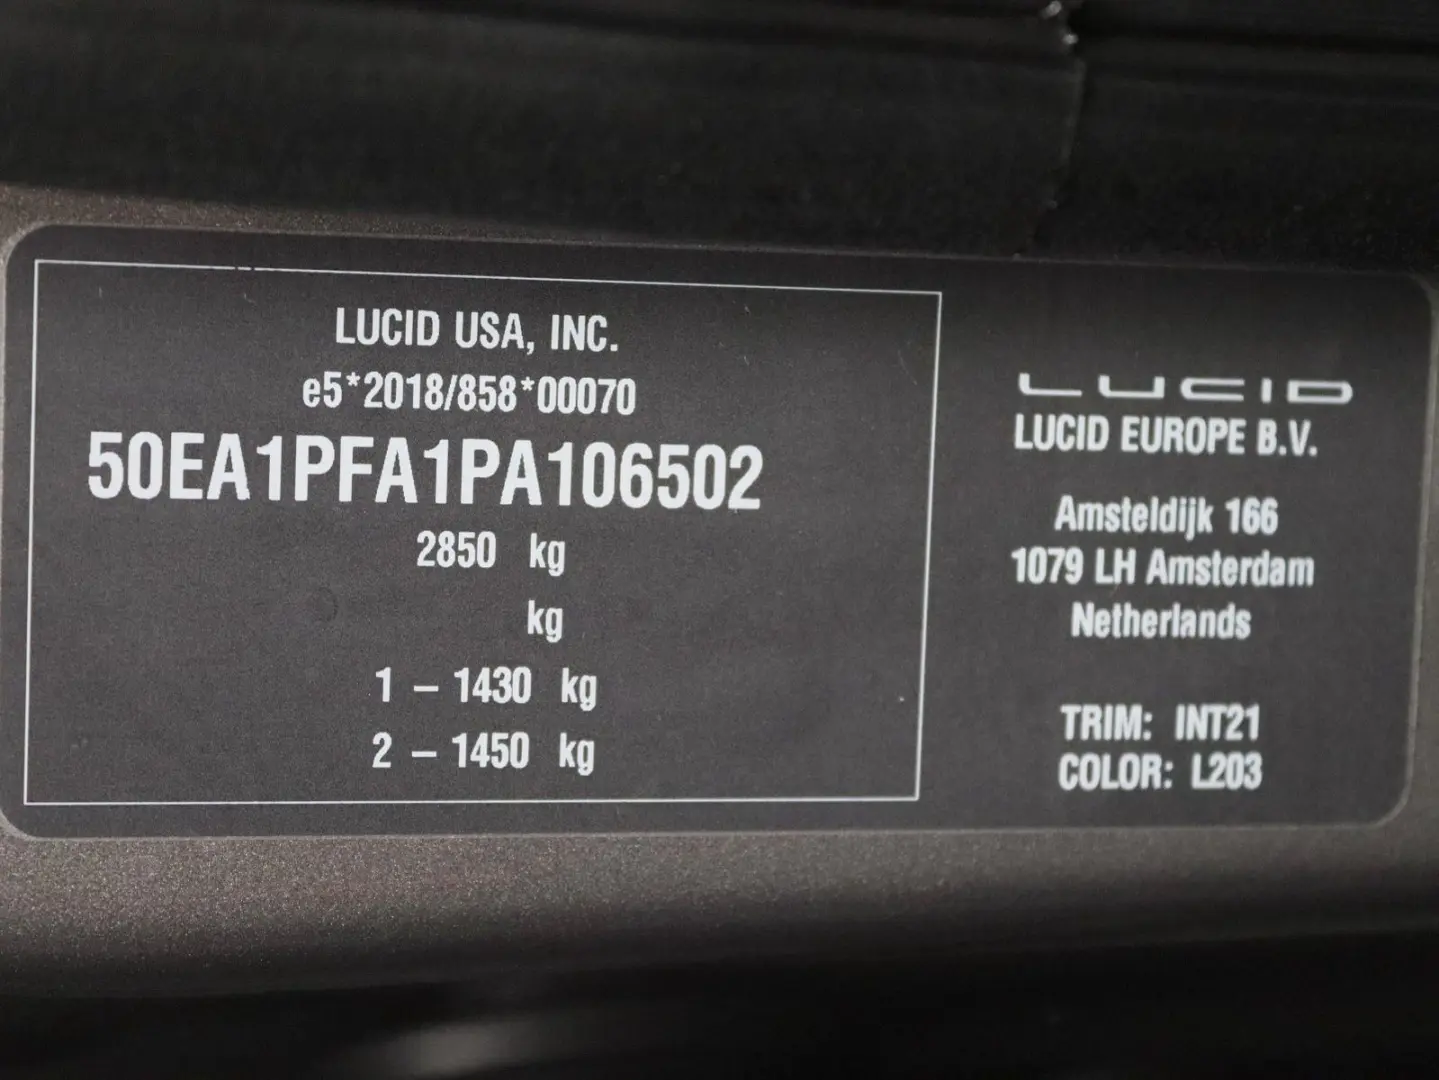 LUCID USA, INC.
e5*2018/858*00070
50EA1PFA1PA106502
2850 kg
kg
1 – 1430 kg
2 – 1450 kg
LUCID
LUCID EUROPE B.V.
Amsteldijk 166
1079 LH Amsterdam
Netherlands
TRIM: INT21
COLOR: L203